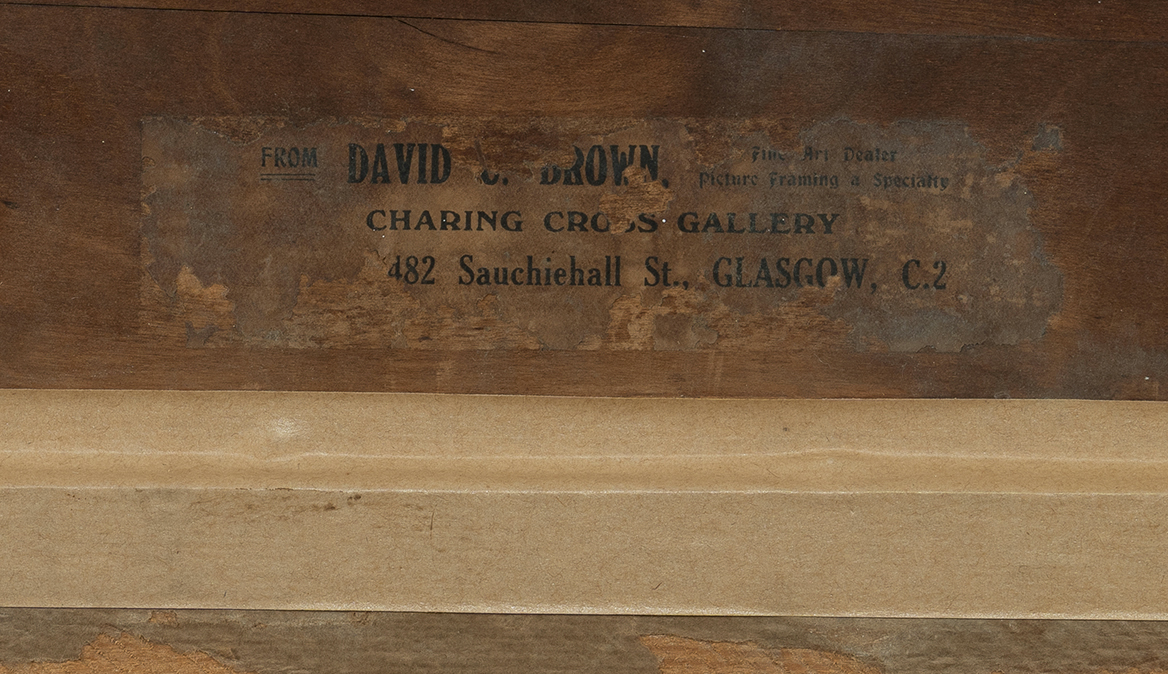 FROM DAVID C. BROWN, Fine Art Dealer
Picture Framing a Specialty
CHARING CROSS GALLERY
482 Sauchiehall St., GLASGOW, C.2